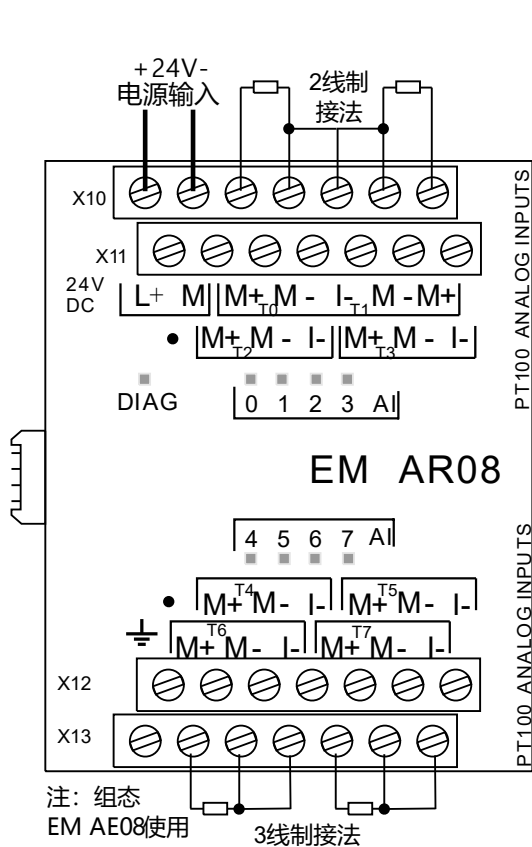 +24V-
电源输入
2线制
接法
X10
X11
24V
DC
L+ M M+ M - I- M - M+
T0 T1
M+ M - I- M+ M - I-
T2 T3
DIAG
0 1 2 3 AI
PT100 ANALOG INPUTS
EM AR08
4 5 6 7 AI
T4 T5
M+ M - I- M+ M - I-
T6 T7
M+ M - I- M+ M - I-
PT100 ANALOG INPUTS
X12
X13
注：组态
EM AE08使用
3线制接法